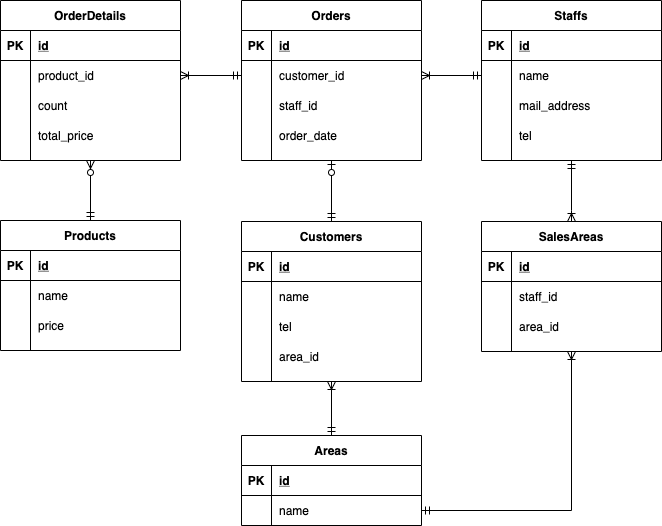 OrderDetails
PK id
product_id
count
total_price
Orders
PK id
customer_id
staff_id
order_date
Staffs
PK id
name
mail_address
tel
Products
PK id
name
price
Customers
PK id
name
tel
area_id
SalesAreas
PK id
staff_id
area_id
Areas
PK id
name